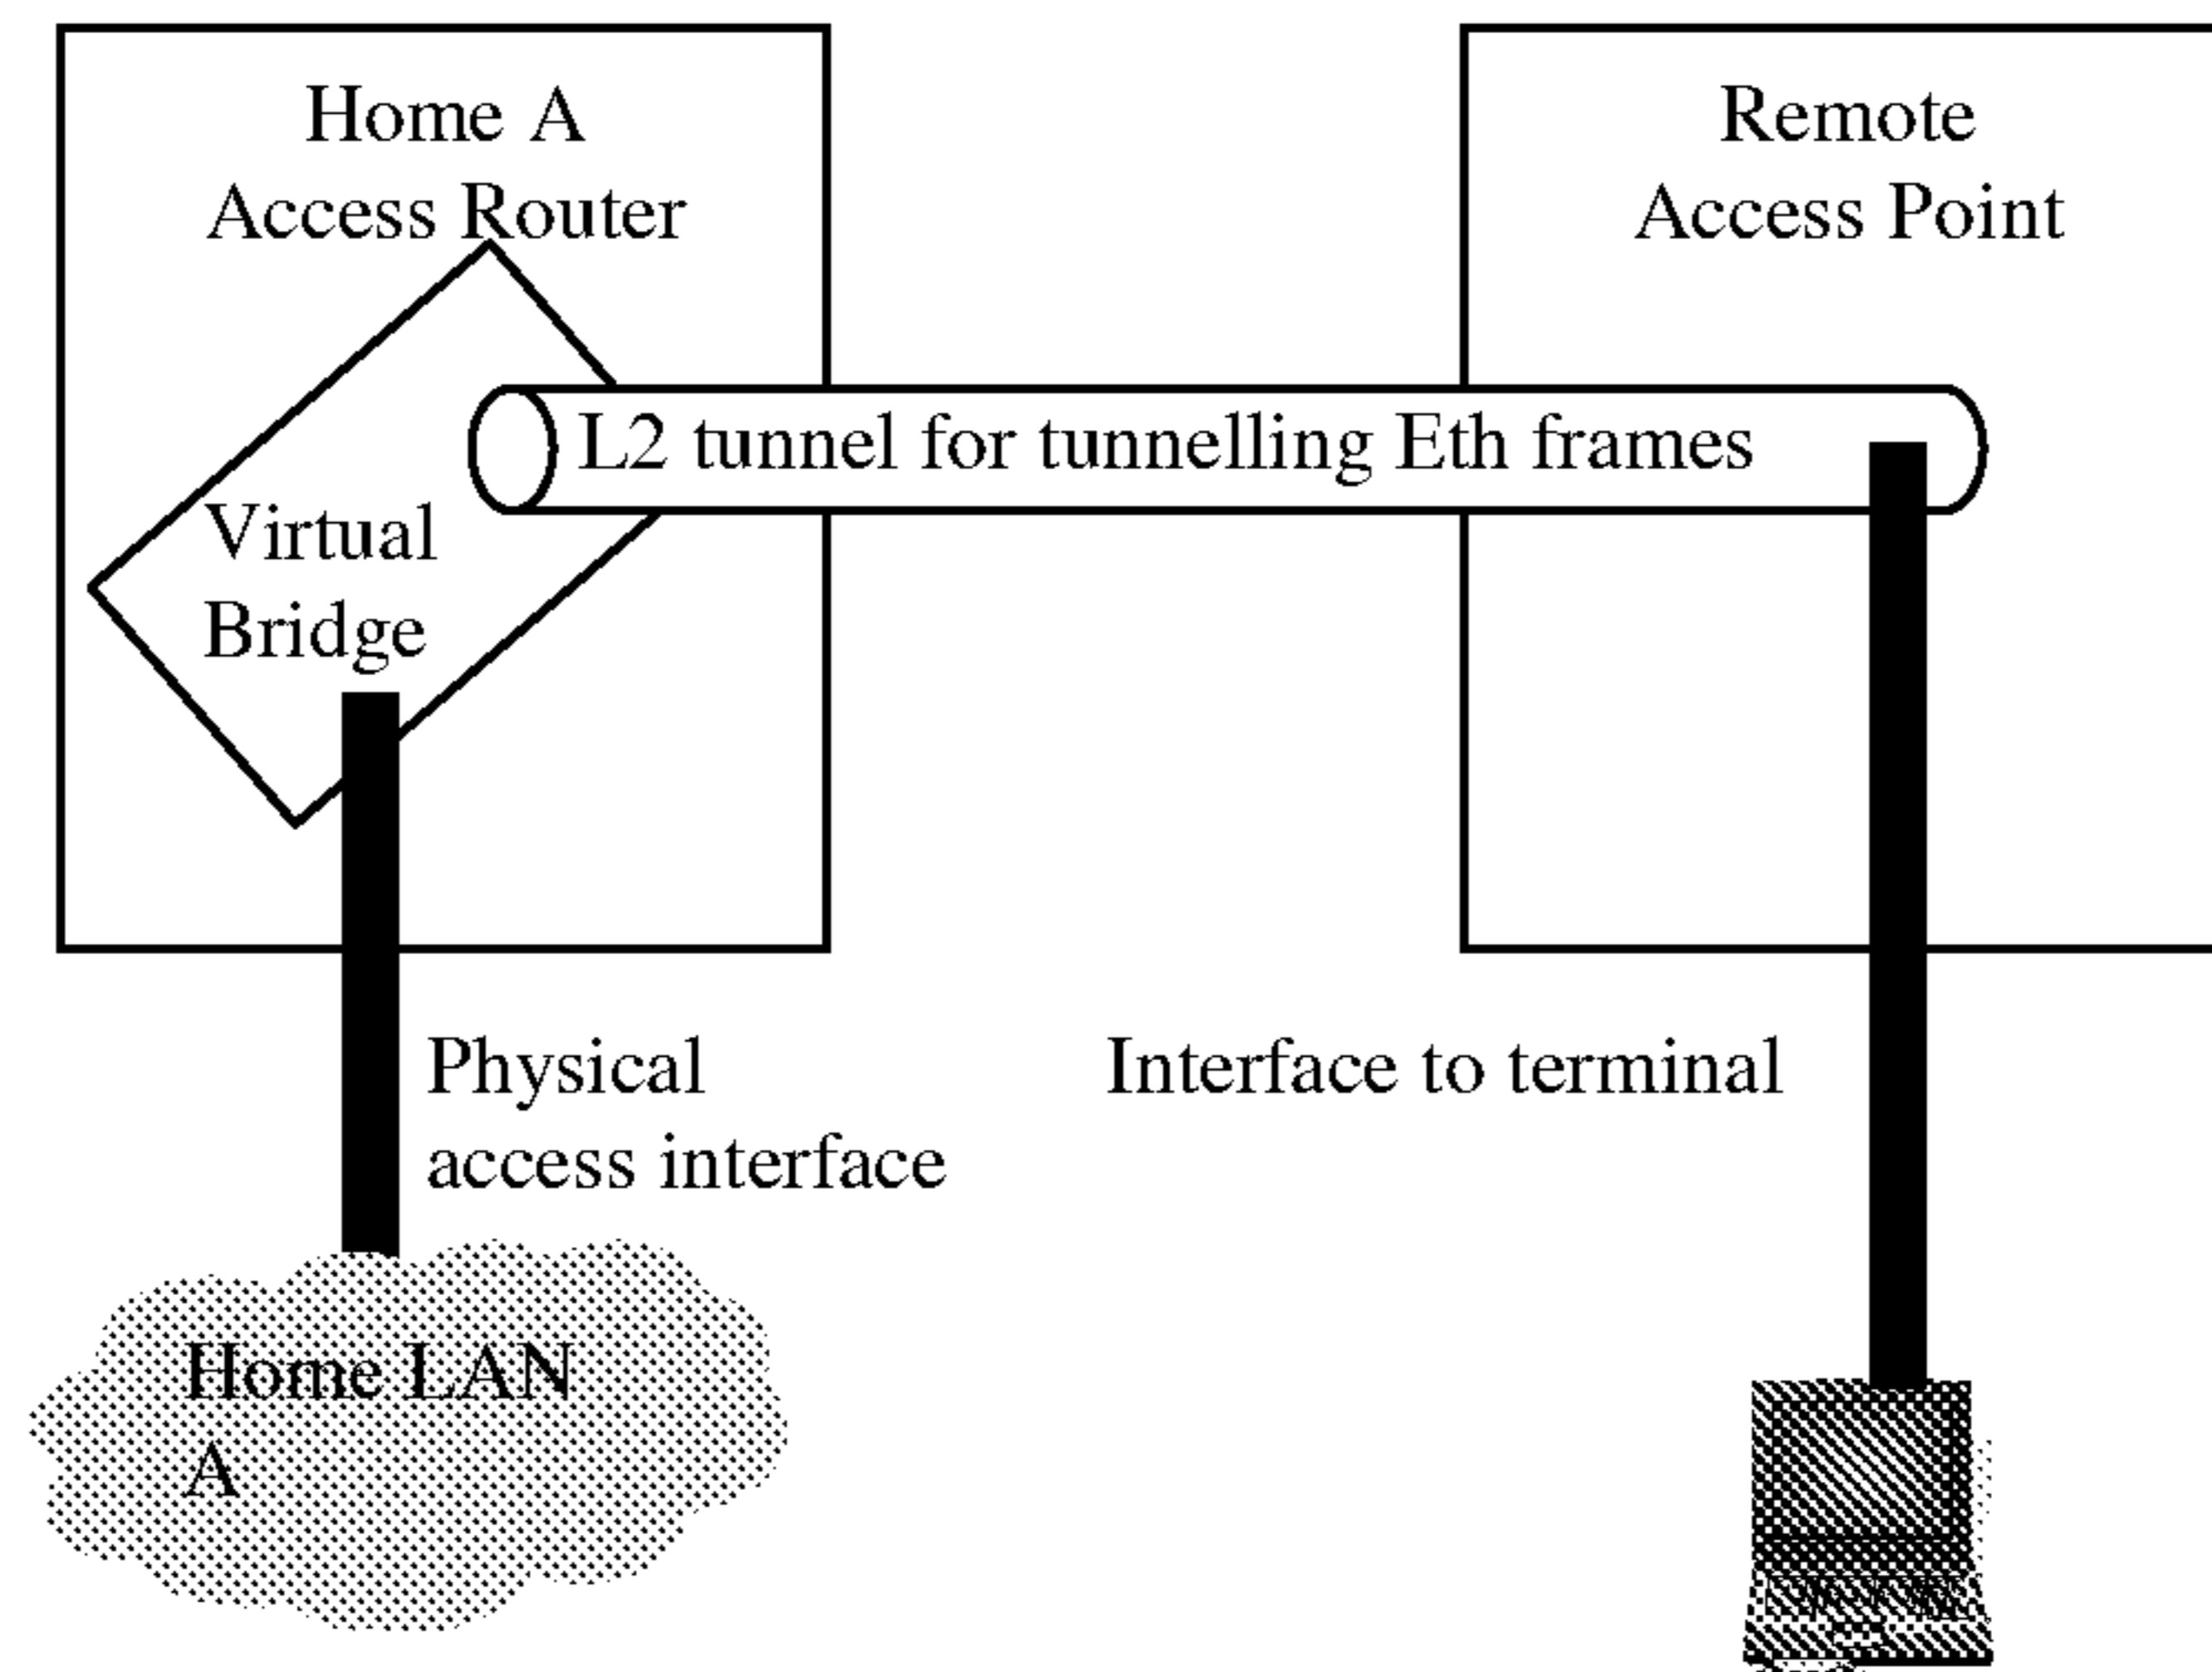 Home A
Access Router
Remote
Access Point
L2 tunnel for tunnelling Eth frames
Virtual
Bridge
Physical
access interface
Interface to terminal
Home LAN
A